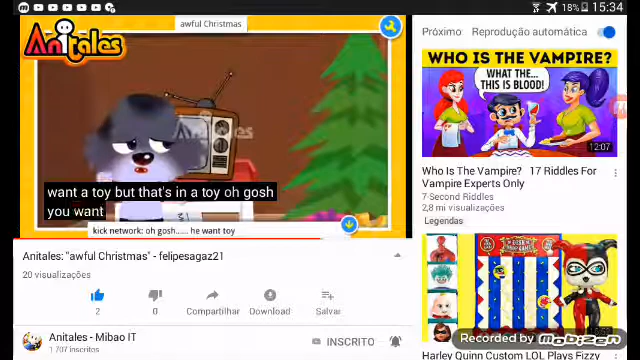 18% 15:34
awful Christmas
Anitales
Anitales
want a toy but that's in a toy oh gosh
you want
kick network: oh gosh...... he want toy
Anitales: "awful Christmas" - felipesagaz21
20 visualizações
2
0
Compartilhar
Download
Salvar
Anitales - Mibao IT
1 707 inscritos
INSCRITO
Próximo
Reprodução automática
WHO IS THE VAMPIRE?
WHAT THE...
THIS IS BLOOD!
12:07
Who Is The Vampire? 17 Riddles For
Vampire Experts Only
7-Second Riddles
2,8 mi visualizações
Legendas
Recorded by
MOBIZEN
Harley Quinn Custom LOL Plays Fizzy